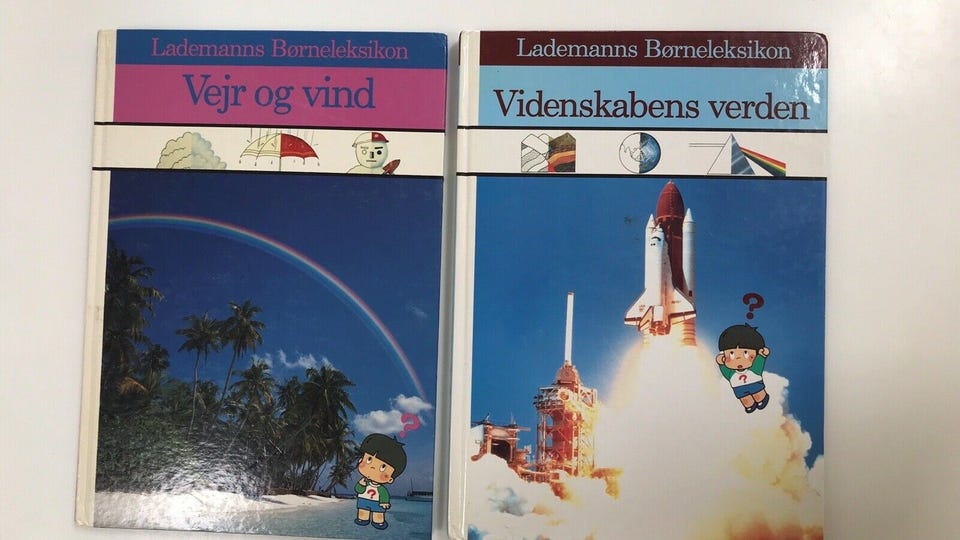 Lademanns Børneleksikon
Vejr og vind
?
?
Lademanns Børneleksikon
Videnskabens verden
?
?